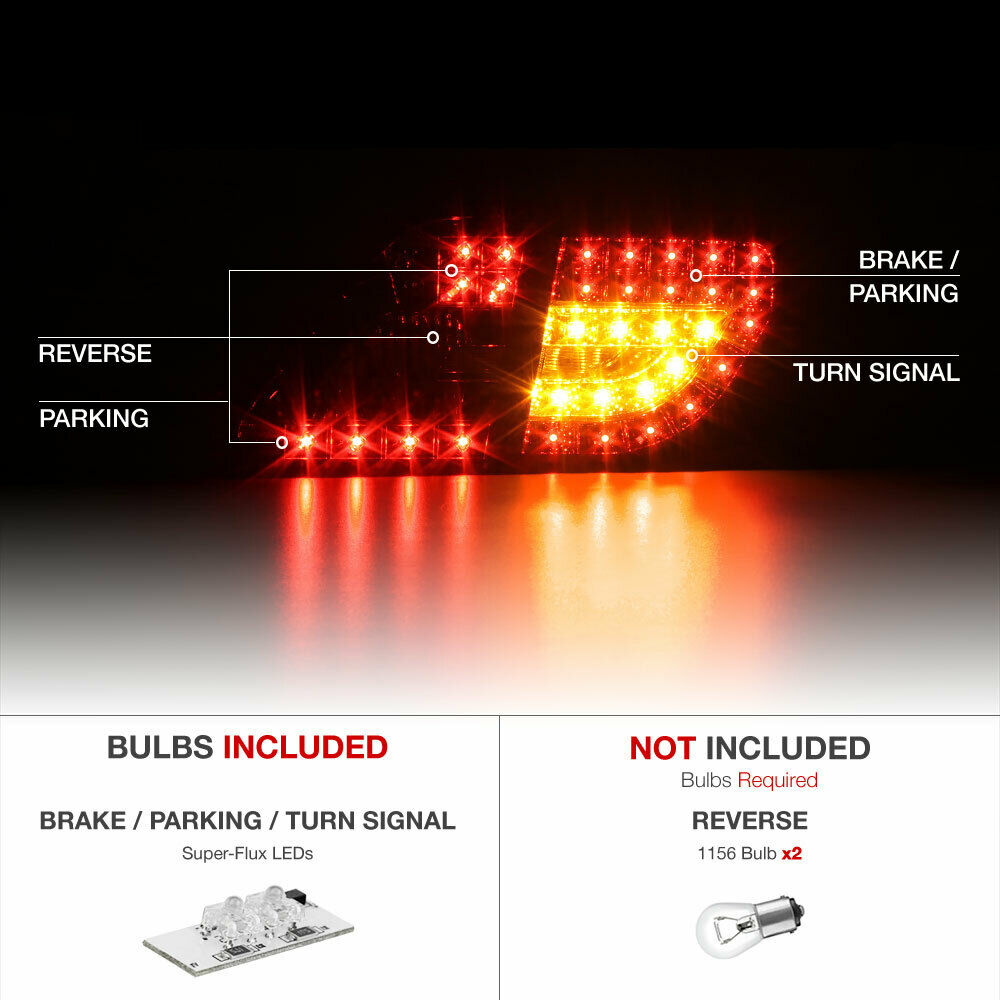 BRAKE /
PARKING
REVERSE
TURN SIGNAL
PARKING
BULBS INCLUDED
BRAKE / PARKING / TURN SIGNAL
Super-Flux LEDs
NOT INCLUDED
Bulbs Required
REVERSE
1156 Bulb x2